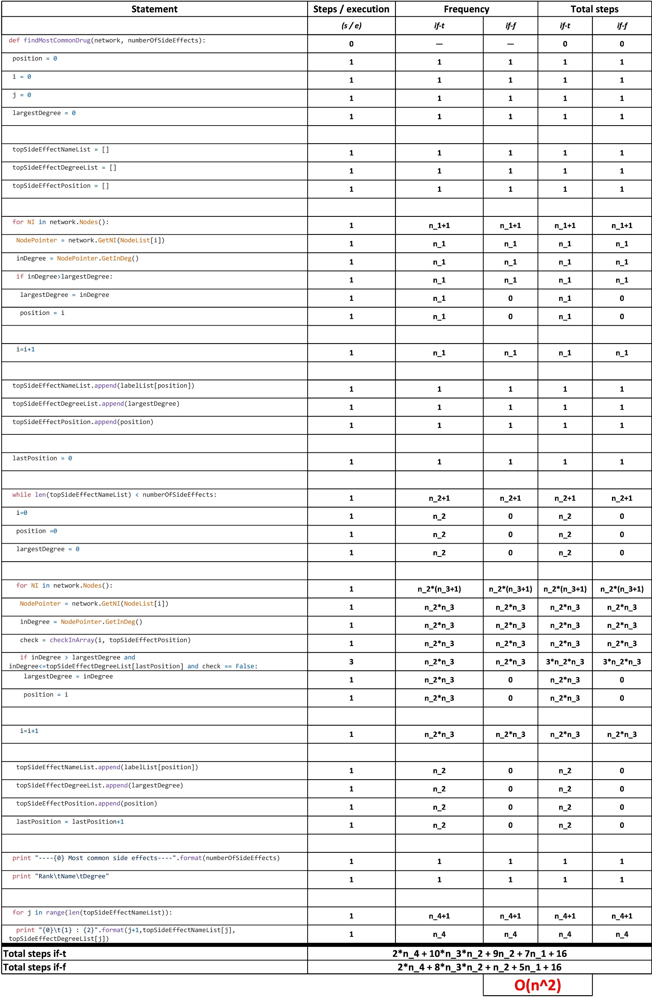 Statement Steps / execution Frequency Total steps
(s / e) if-t if-f if-t if-f
def findMostCommonDrug(network, numberOfSideEffects): 0 — — 0 0
position = 0 1 1 1 1 1
i = 0 1 1 1 1 1
j = 0 1 1 1 1 1
largestDegree = 0 1 1 1 1 1
topSideEffectNameList = [] 1 1 1 1 1
topSideEffectDegreeList = [] 1 1 1 1 1
topSideEffectPosition = [] 1 1 1 1 1
for NI in network.Nodes(): 1 n_1+1 n_1+1 n_1+1 n_1+1
NodePointer = network.GetNI(NodeList[i]) 1 n_1 n_1 n_1 n_1
inDegree = NodePointer.GetInDeg() 1 n_1 n_1 n_1 n_1
if inDegree>largestDegree: 1 n_1 n_1 n_1 n_1
largestDegree = inDegree 1 n_1 0 n_1 0
position = i 1 n_1 0 n_1 0
i=i+1 1 n_1 n_1 n_1 n_1
topSideEffectNameList.append(labelList[position]) 1 1 1 1 1
topSideEffectDegreeList.append(largestDegree) 1 1 1 1 1
topSideEffectPosition.append(position) 1 1 1 1 1
lastPosition = 0 1 1 1 1 1
while len(topSideEffectNameList) < numberOfSideEffects: 1 n_2+1 n_2+1 n_2+1 n_2+1
i=0 1 n_2 0 n_2 0
position =0 1 n_2 0 n_2 0
largestDegree = 0 1 n_2 0 n_2 0
for NI in network.Nodes(): 1 n_2*(n_3+1) n_2*(n_3+1) n_2*(n_3+1) n_2*(n_3+1)
NodePointer = network.GetNI(NodeList[i]) 1 n_2*n_3 n_2*n_3 n_2*n_3 n_2*n_3
inDegree = NodePointer.GetInDeg() 1 n_2*n_3 n_2*n_3 n_2*n_3 n_2*n_3
check = checkInArray(i, topSideEffectPosition) 1 n_2*n_3 n_2*n_3 n_2*n_3 n_2*n_3
if inDegree > largestDegree and
inDegree<=topSideEffectDegreeList[lastPosition] and check == False: 3 n_2*n_3 n_2*n_3 3*n_2*n_3 3*n_2*n_3
largestDegree = inDegree 1 n_2*n_3 0 n_2*n_3 0
position = i 1 n_2*n_3 0 n_2*n_3 0
i=i+1 1 n_2*n_3 n_2*n_3 n_2*n_3 n_2*n_3
topSideEffectNameList.append(labelList[position]) 1 n_2 0 n_2 0
topSideEffectDegreeList.append(largestDegree) 1 n_2 0 n_2 0
topSideEffectPosition.append(position) 1 n_2 0 n_2 0
lastPosition = lastPosition+1 1 n_2 0 n_2 0
print "----{0} Most common side effects----".format(numberOfSideEffects) 1 1 1 1 1
print "Rank\tName\tDegree" 1 1 1 1 1
for j in range(len(topSideEffectNameList)): 1 n_4+1 n_4+1 n_4+1 n_4+1
print "{0}\t{1} : {2}".format(j+1,topSideEffectNameList[j],
topSideEffectDegreeList[j]) 1 n_4 n_4 n_4 n_4
Total steps if-t 2*n_4 + 10*n_3*n_2 + 9n_2 + 7n_1 + 16
Total steps if-f 2*n_4 + 8*n_3*n_2 + n_2 + 5n_1 + 16
O(n^2)